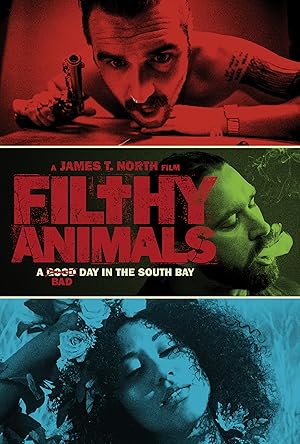 A JAMES T. NORTH FILM
FILTHY
ANIMALS
A GOOD DAY IN THE SOUTH BAY
BAD